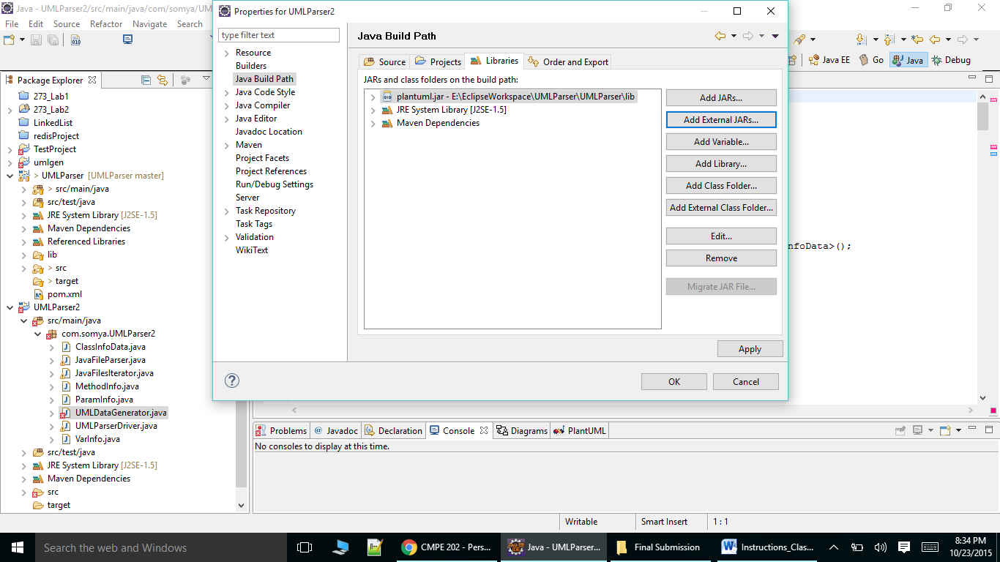 Java - UMLParser2/src/main/java/com/somya/UM
File Edit Source Refactor Navigate Search
Java EE
Go
Java
Debug
Package Explorer
273_Lab1
273_Lab2
LinkedList
redisProject
TestProject
umlgen
> UMLParser [UMLParser master]
> src/main/java
src/test/java
JRE System Library [J2SE-1.5]
Maven Dependencies
Referenced Libraries
lib
> src
> target
pom.xml
UMLParser2
src/main/java
com.somya.UMLParser2
ClassInfoData.java
JavaFileParser.java
JavaFilesIterator.java
MethodInfo.java
ParamInfo.java
UMLDataGenerator.java
UMLParserDriver.java
VarInfo.java
src/test/java
JRE System Library [J2SE-1.5]
Maven Dependencies
src
target
Properties for UMLParser2
type filter text
Resource
Builders
Java Build Path
Java Code Style
Java Compiler
Java Editor
Javadoc Location
Maven
Project Facets
Project References
Run/Debug Settings
Server
Task Repository
Task Tags
Validation
WikiText
Java Build Path
Source
Projects
Libraries
Order and Export
JARs and class folders on the build path:
plantuml.jar - E:\EclipseWorkspace\UMLParser\UMLParser\lib
JRE System Library [J2SE-1.5]
Maven Dependencies
Add JARs...
Add External JARs...
Add Variable...
Add Library...
Add Class Folder...
Add External Class Folder...
Edit...
Remove
Migrate JAR File...
Apply
OK
Cancel
nfoData>();
Problems
@ Javadoc
Declaration
Console
Diagrams
PlantUML
No consoles to display at this time.
Writable
Smart Insert
1 : 1
Search the web and Windows
CMPE 202 - Pers...
Java - UMLParser...
Final Submission
Instructions_Clas...
8:34 PM
10/23/2015